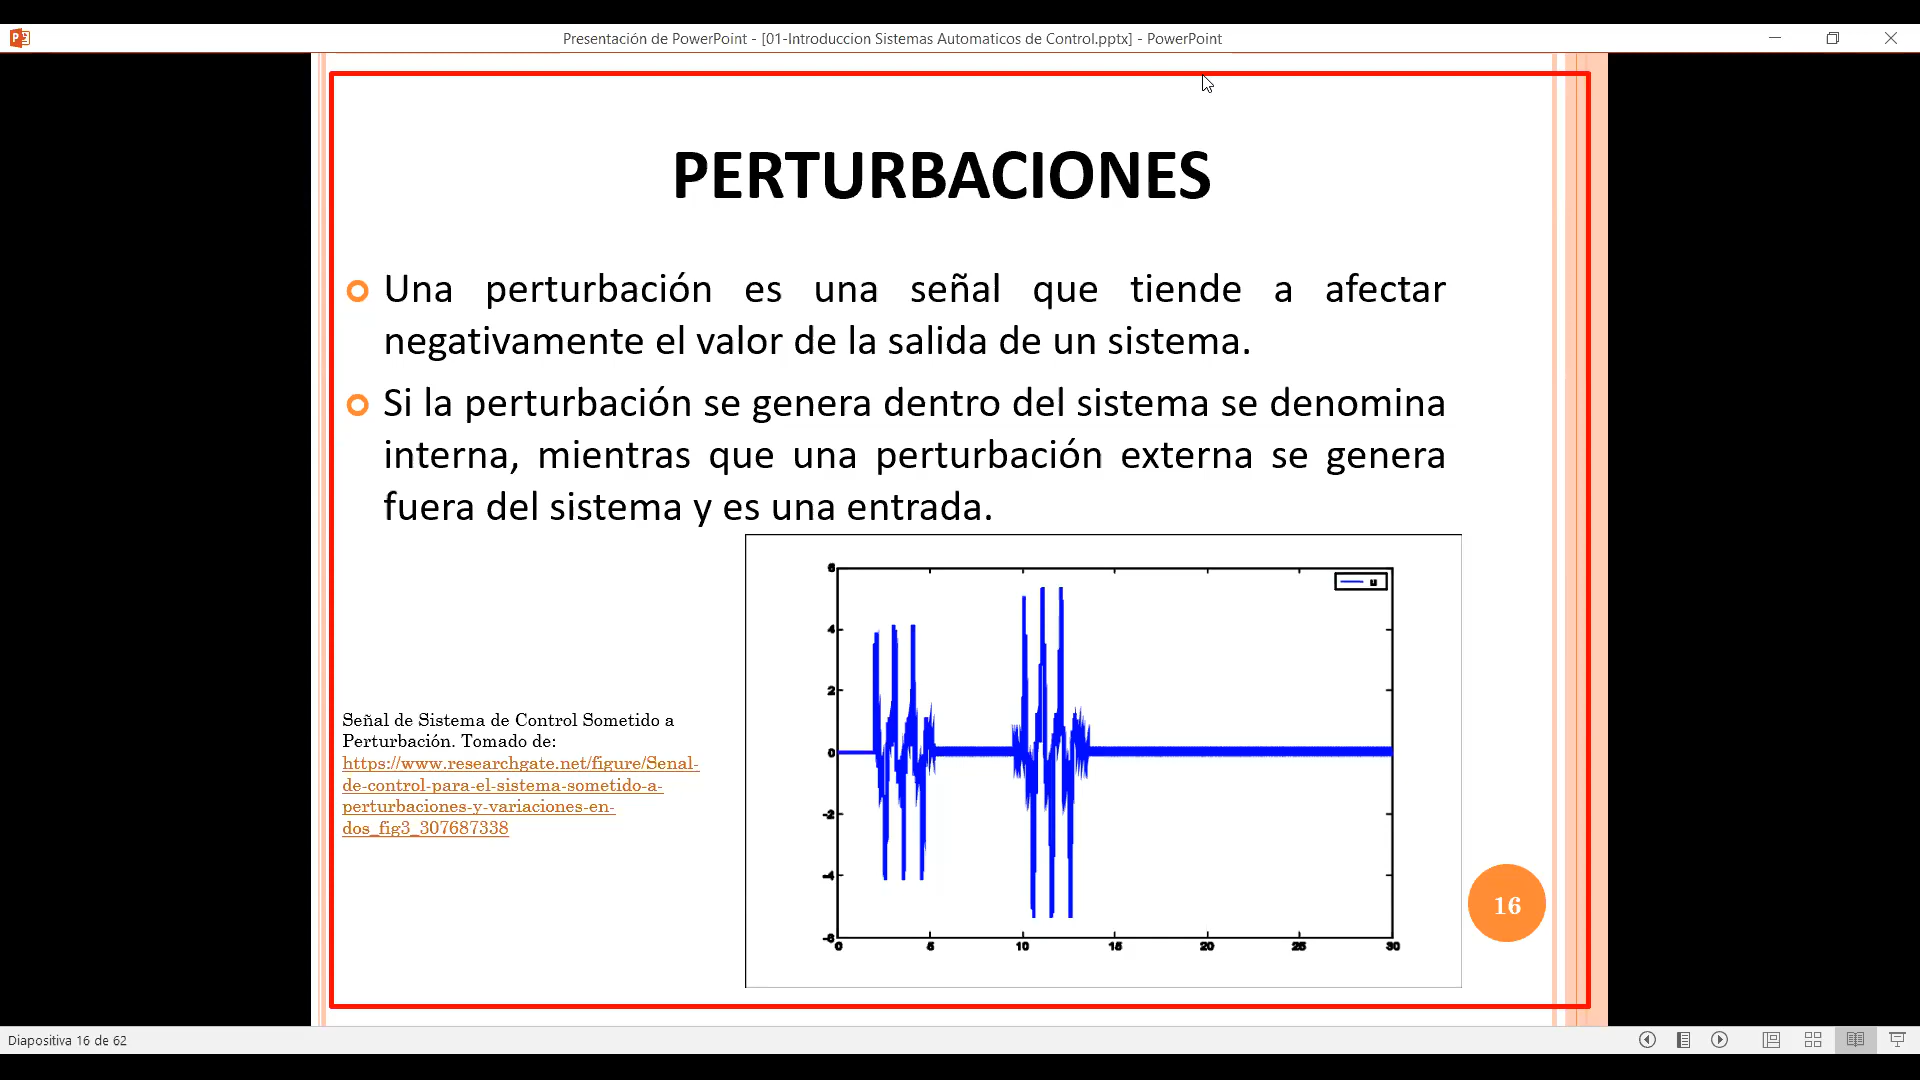 Presentación de PowerPoint - [01-Introduccion Sistemas Automaticos de Control.pptx] - PowerPoint
PERTURBACIONES
Una perturbación es una señal que tiende a afectar
negativamente el valor de la salida de un sistema.
Si la perturbación se genera dentro del sistema se denomina
interna, mientras que una perturbación externa se genera
fuera del sistema y es una entrada.
Señal de Sistema de Control Sometido a
Perturbación. Tomado de:
https://www.researchgate.net/figure/Senal-
de-control-para-el-sistema-sometido-a-
perturbaciones-y-variaciones-en-
dos_fig3_307687338
6
u
4
2
0
-2
-4
-6
0 5 10 15 20 25 30
16
Diapositiva 16 de 62